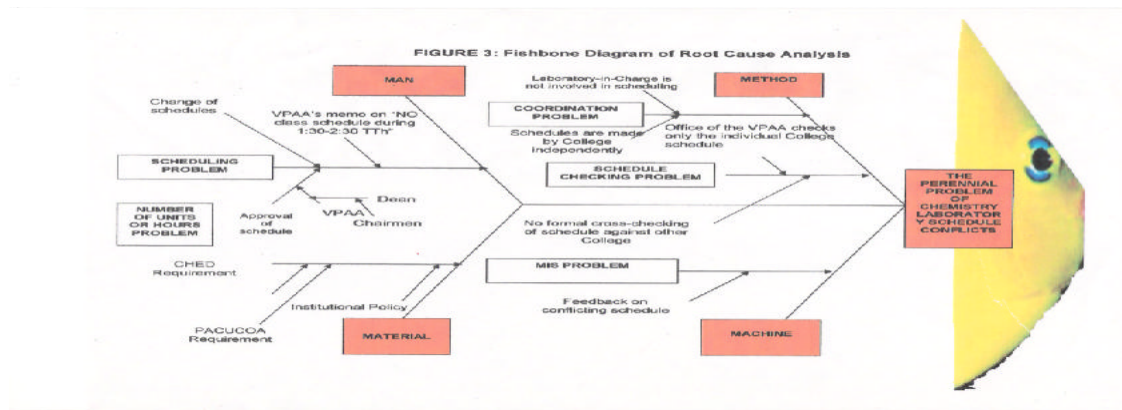 FIGURE 3: Fishbone Diagram of Root Cause Analysis
MAN
METHOD
Laboratory-in-Charge is
not involved in scheduling
Change of
schedules
VPAA's memo on "NO
class schedule during
1:30-2:30 TTh"
COORDINATION
PROBLEM
Schedules are made
by College
Independently
Office of the VPAA checks
only the individual College
schedule
SCHEDULING
PROBLEM
SCHEDULE
CHECKING PROBLEM
THE
PERENNIAL
PROBLEM
OF
CHEMISTRY
LABORATOR
Y SCHEDULE
CONFLICTS
NUMBER
OF UNITS
OR HOURS
PROBLEM
Approval
of
schedule
Dean
VPAA
Chairmen
No formal cross-checking
of schedule against other
College
CHED
Requirement
MIS PROBLEM
Institutional Policy
Feedback on
conflicting schedule
PACUCOA
Requirement
MATERIAL
MACHINE